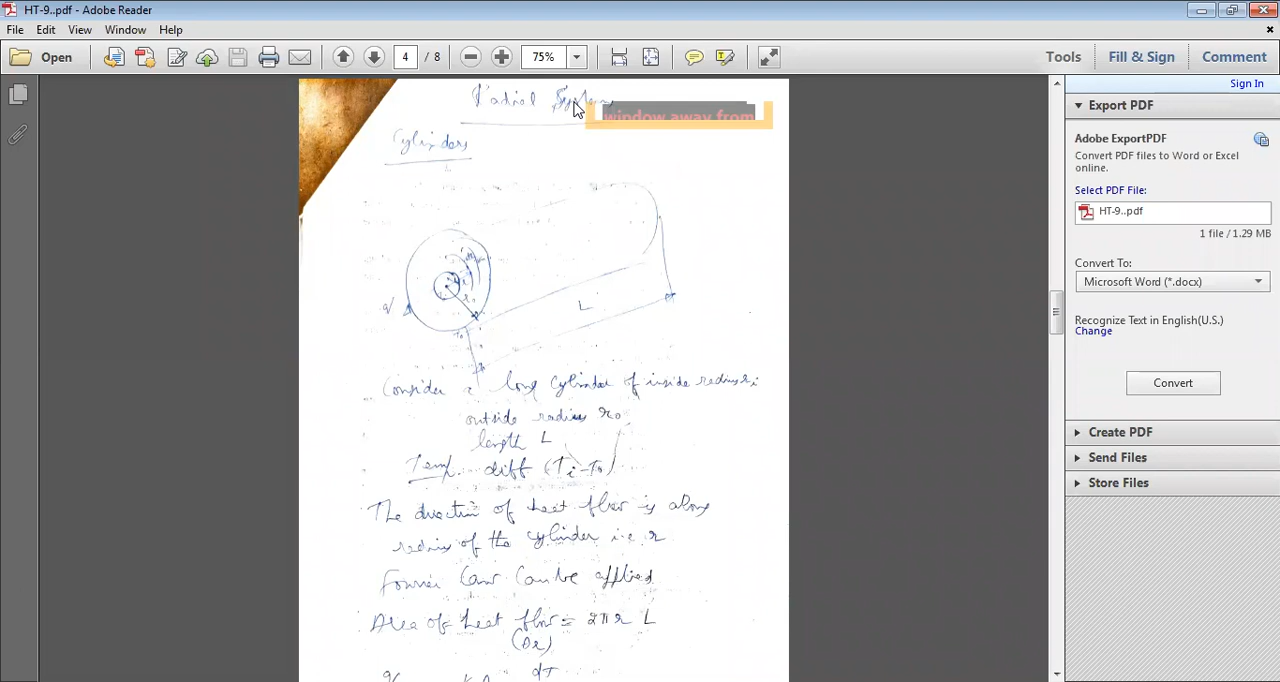 HT-9..pdf - Adobe Reader
File Edit View Window Help
Open 4 / 8 75% Tools Fill & Sign Comment
Sign In
Export PDF
Adobe ExportPDF
Convert PDF files to Word or Excel
online.
Select PDF File:
HT-9..pdf
1 file / 1.29 MB
Convert To:
Microsoft Word (*.docx)
Recognize Text in English(U.S.)
Change
Convert
Create PDF
Send Files
Store Files
Radial System
window away from
Cylinders
L
Consider a long cylinder of inside radius ri
outside radius ro
length L
Temp. diff (Ti-To)
The direction of heat flow is along
radius of the cylinder i.e r
Fourier Law can be applied
Area of heat flow = 2πr L
(Ar)
dT